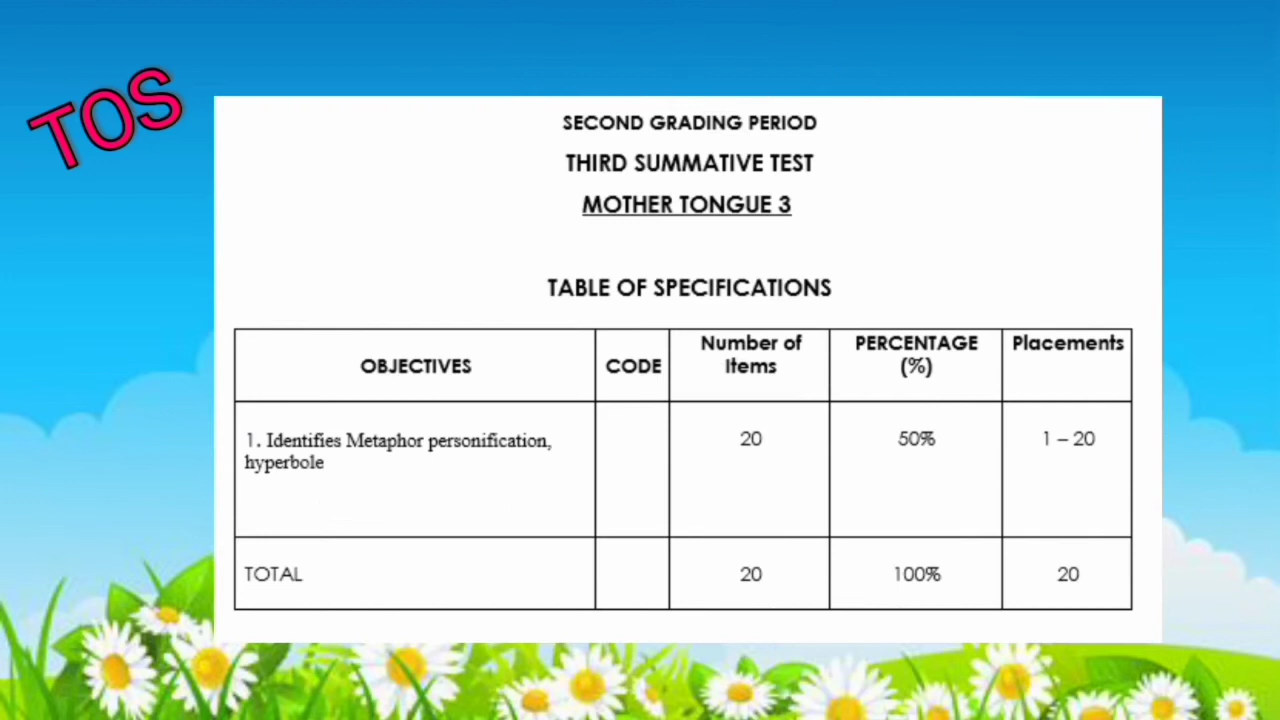 TOS
SECOND GRADING PERIOD
THIRD SUMMATIVE TEST
MOTHER TONGUE 3
TABLE OF SPECIFICATIONS
OBJECTIVES CODE Number of Items PERCENTAGE (%) Placements
1. Identifies Metaphor personification,
hyperbole 20 50% 1 – 20
TOTAL 20 100% 20